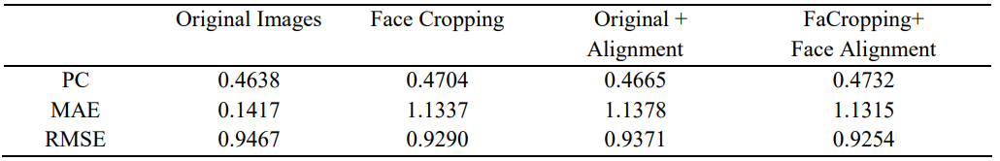 Original Images Face Cropping Original + FaCropping+
Alignment Face Alignment
PC 0.4638 0.4704 0.4665 0.4732
MAE 0.1417 1.1337 1.1378 1.1315
RMSE 0.9467 0.9290 0.9371 0.9254